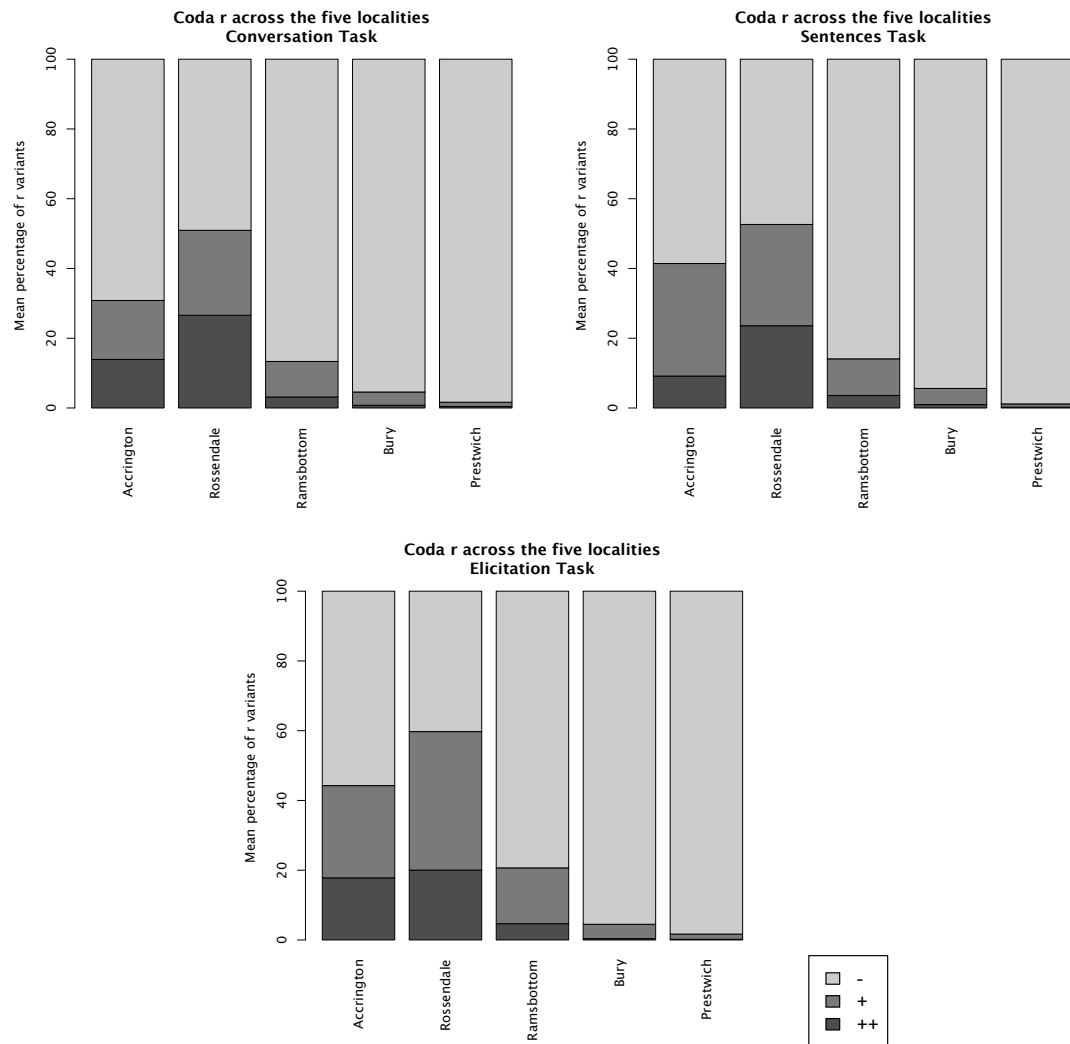 Coda r across the five localities
Conversation Task
Mean percentage of r variants
0
20
40
60
80
100
Accrington
Rossendale
Ramsbottom
Bury
Prestwich
Coda r across the five localities
Sentences Task
Mean percentage of r variants
0
20
40
60
80
100
Accrington
Rossendale
Ramsbottom
Bury
Prestwich
Coda r across the five localities
Elicitation Task
Mean percentage of r variants
0
20
40
60
80
100
Accrington
Rossendale
Ramsbottom
Bury
Prestwich
-
+
++